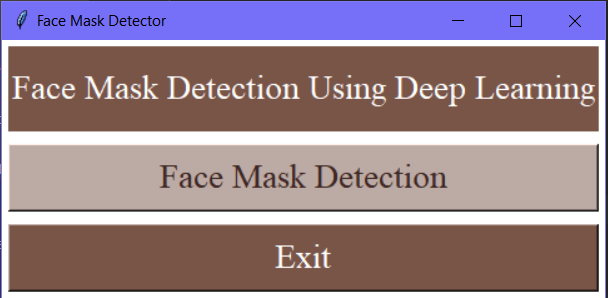 Face Mask Detector
Face Mask Detection Using Deep Learning
Face Mask Detection
Exit